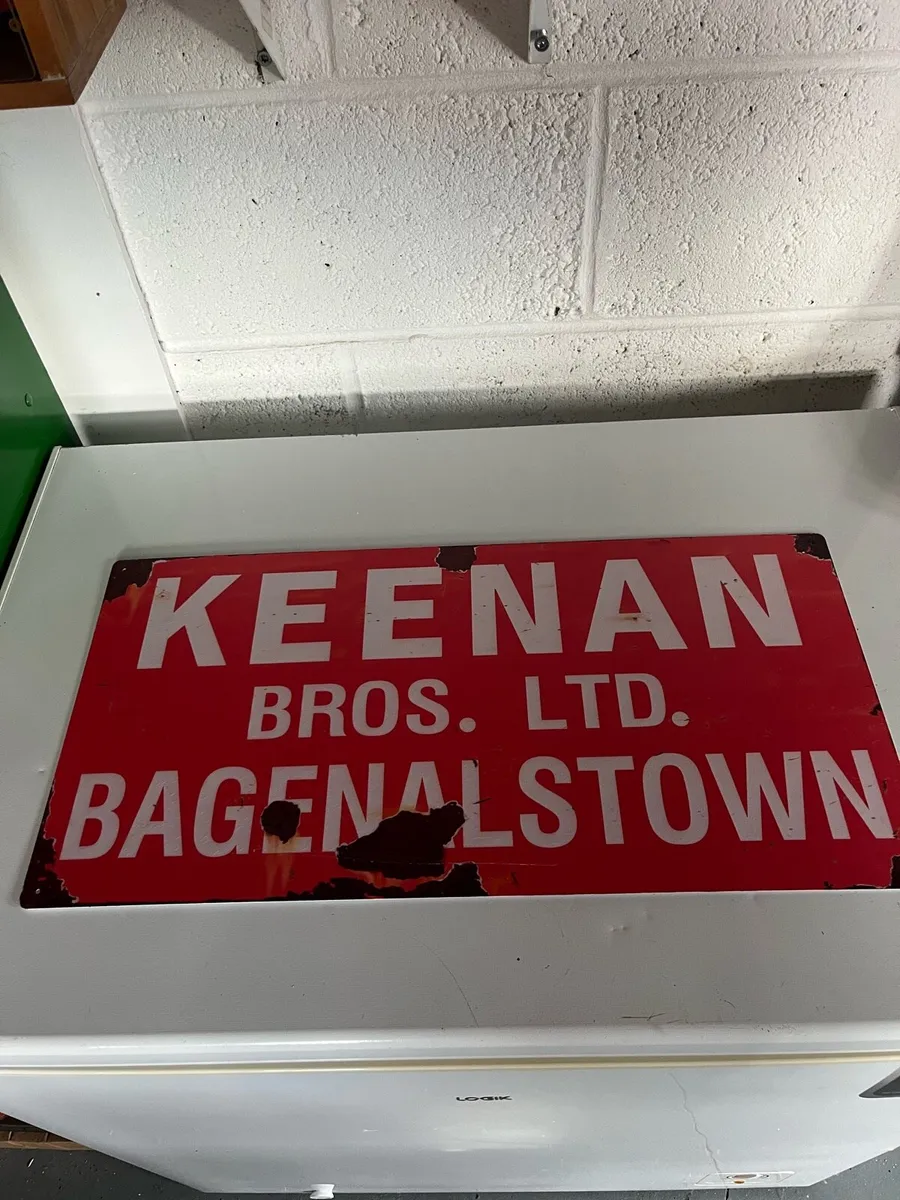 KEENAN
BROS. LTD.
BAGENALSTOWN
LOGIK